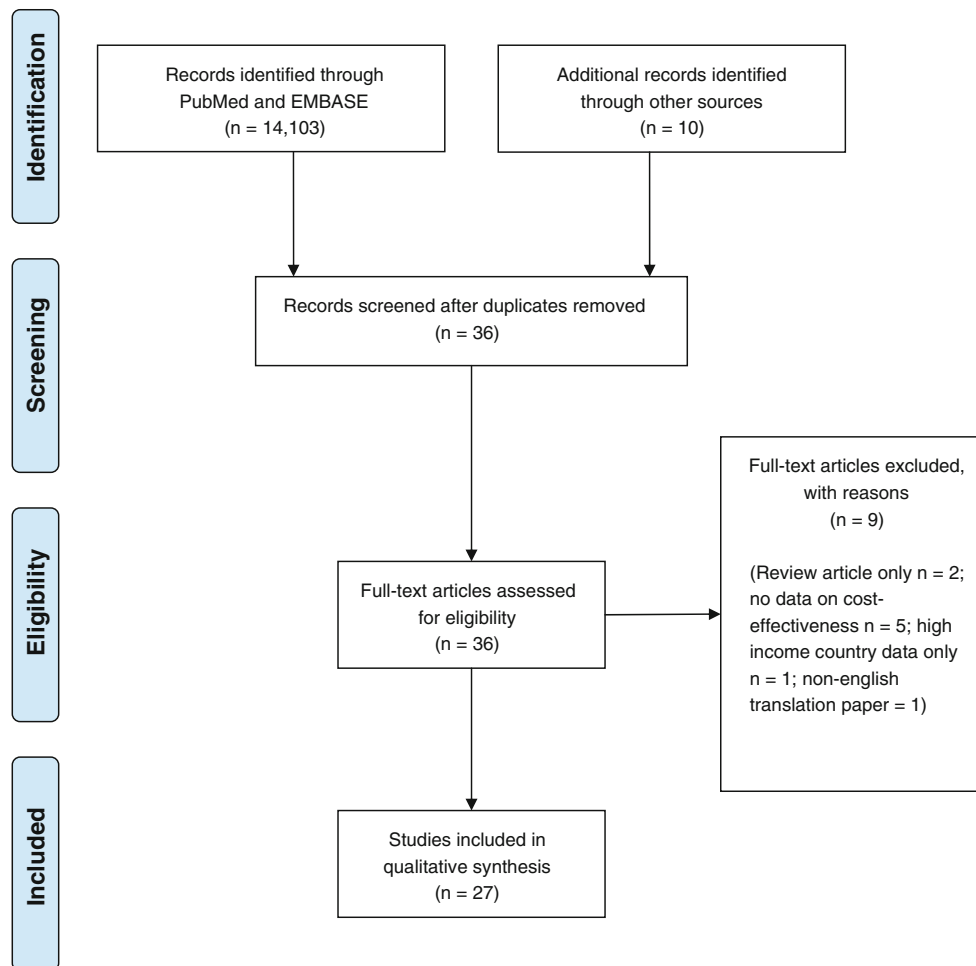 Identification
Records identified through
PubMed and EMBASE
(n = 14,103)
Additional records identified
through other sources
(n = 10)
Screening
Records screened after duplicates removed
(n = 36)
Eligibility
Full-text articles assessed
for eligibility
(n = 36)
Full-text articles excluded,
with reasons
(n = 9)
(Review article only n = 2;
no data on cost-
effectiveness n = 5; high
income country data only
n = 1; non-english
translation paper = 1)
Included
Studies included in
qualitative synthesis
(n = 27)